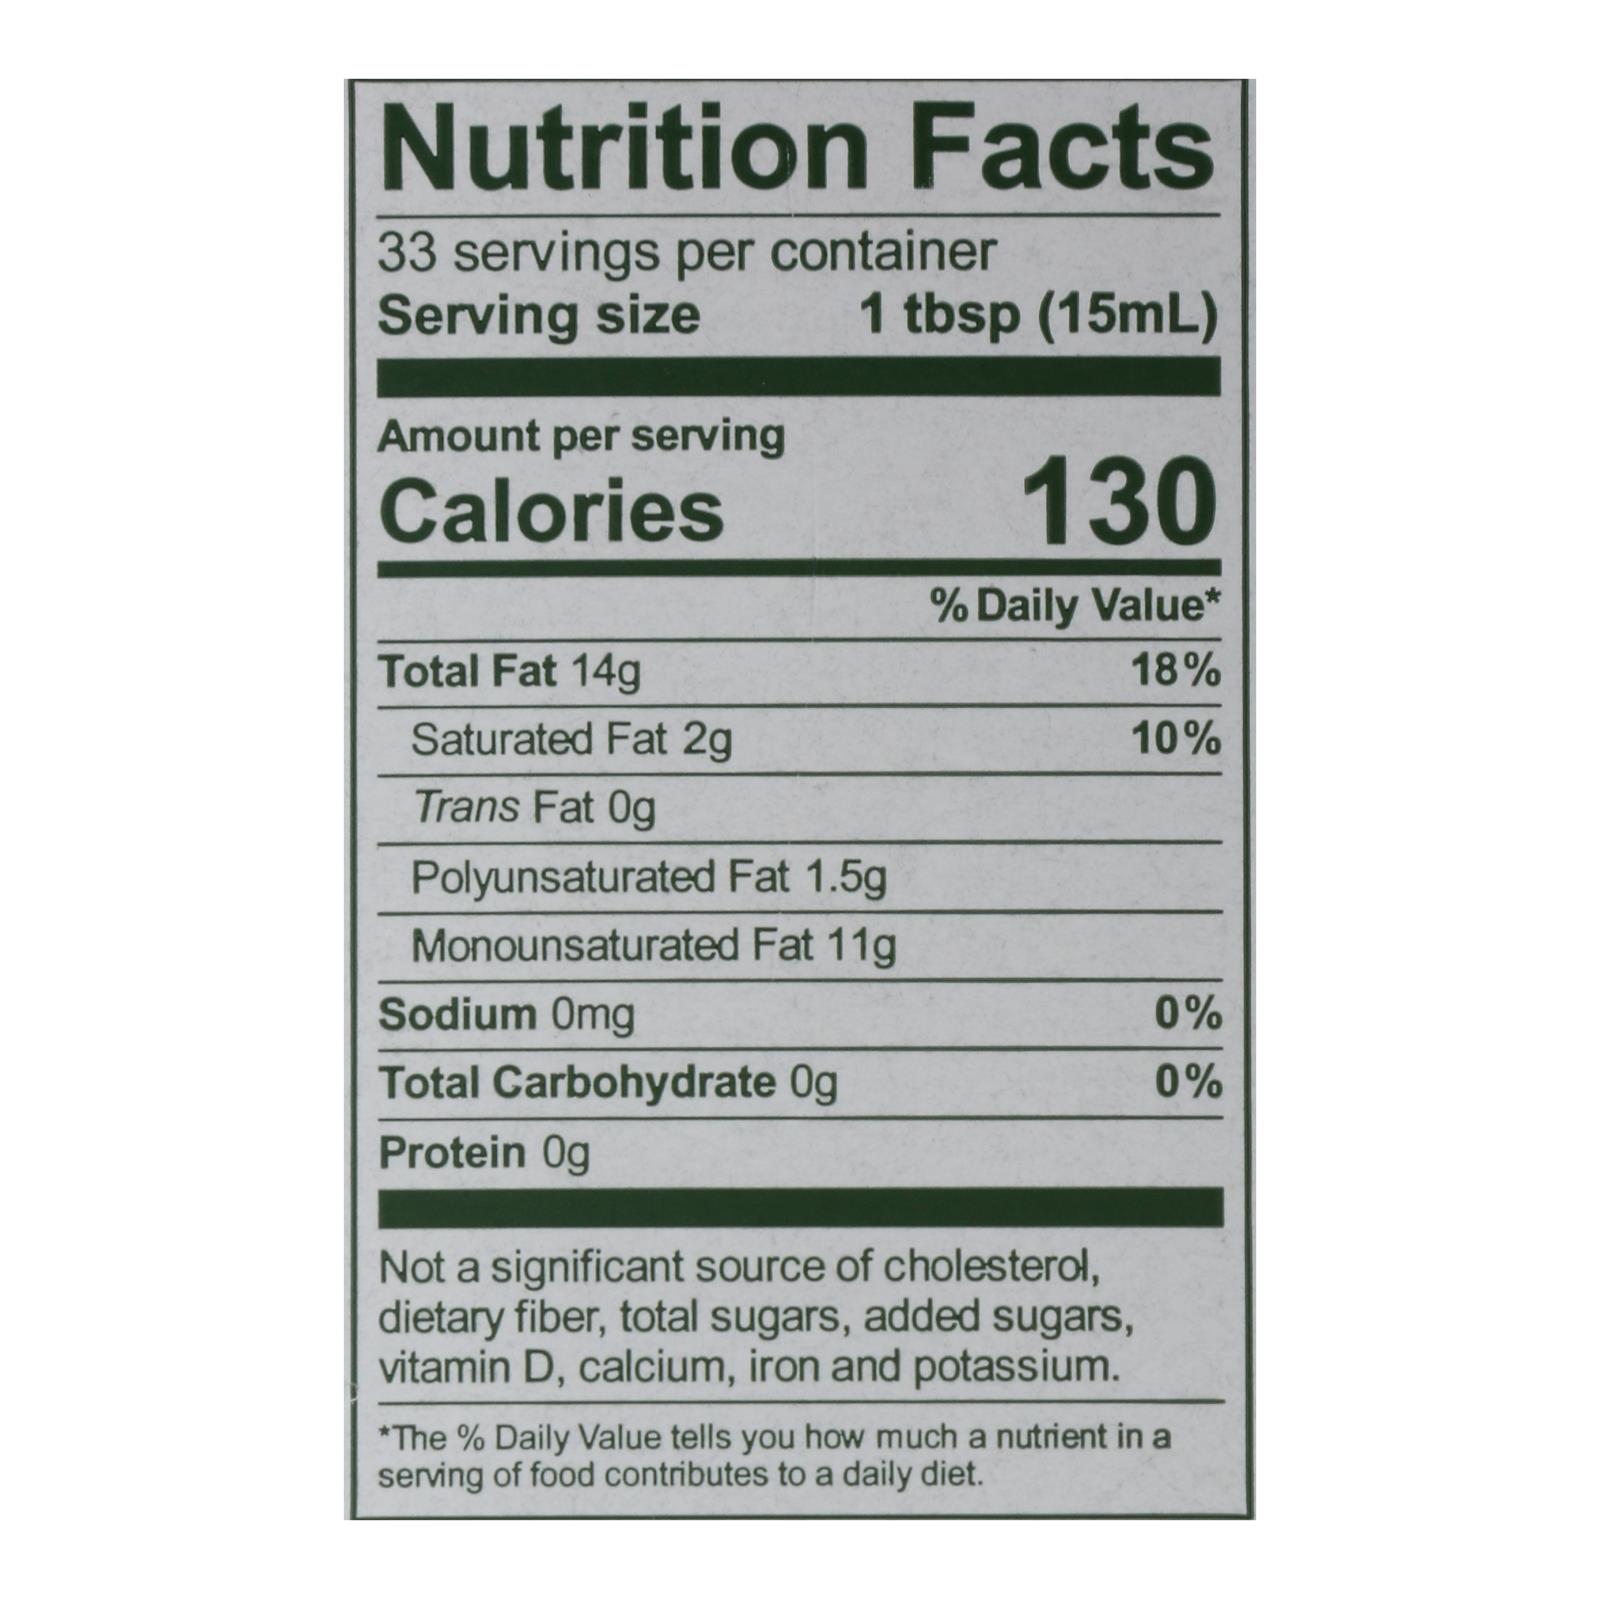 Nutrition Facts
33 servings per container
Serving size 1 tbsp (15mL)
Amount per serving
Calories 130
% Daily Value*
Total Fat 14g 18%
Saturated Fat 2g 10%
Trans Fat 0g
Polyunsaturated Fat 1.5g
Monounsaturated Fat 11g
Sodium 0mg 0%
Total Carbohydrate 0g 0%
Protein 0g
Not a significant source of cholesterol,
dietary fiber, total sugars, added sugars,
vitamin D, calcium, iron and potassium.
*The % Daily Value tells you how much a nutrient in a
serving of food contributes to a daily diet.